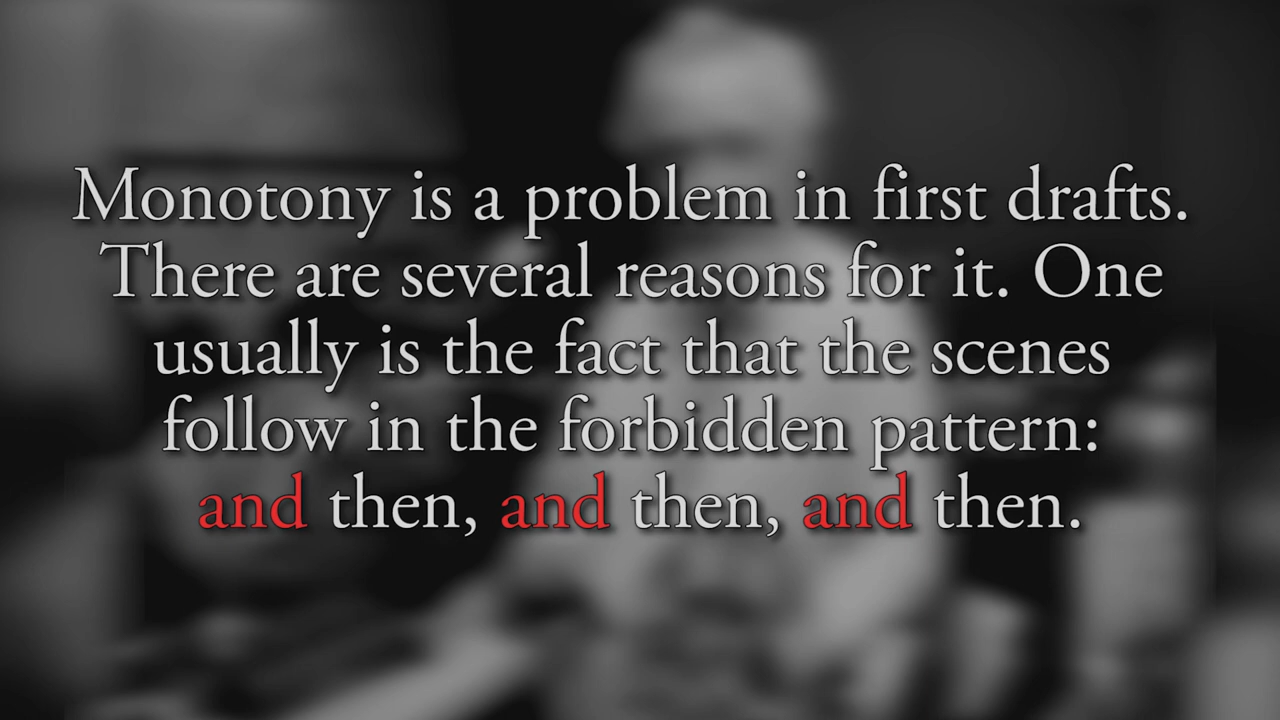 Monotony is a problem in first drafts.
There are several reasons for it. One
usually is the fact that the scenes
follow in the forbidden pattern:
and then, and then, and then.